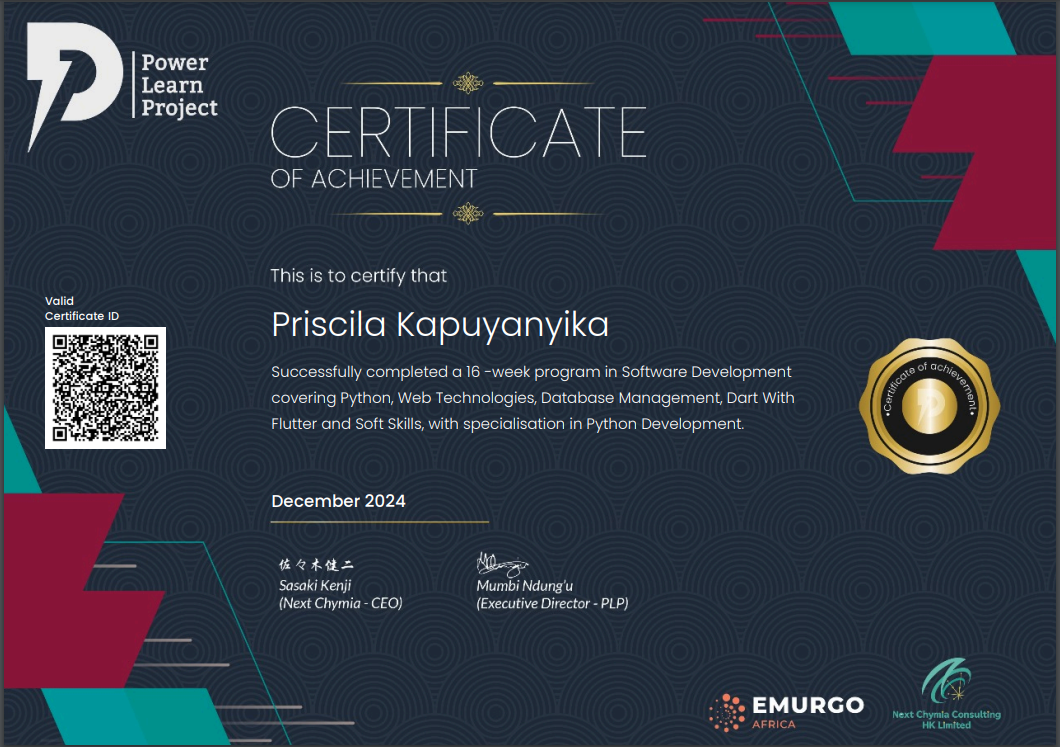 Power
Learn
Project
CERTIFICATE
OF ACHIEVEMENT
This is to certify that
Valid
Certificate ID
Priscila Kapuyanyika
Successfully completed a 16 -week program in Software Development
covering Python, Web Technologies, Database Management, Dart With
Flutter and Soft Skills, with specialisation in Python Development.
Certificate of achievement
December 2024
佐々木健二
Sasaki Kenji
(Next Chymia - CEO)
Mumbi Ndung'u
(Executive Director - PLP)
EMURGO
AFRICA
Next Chymia Consulting
HK Limited